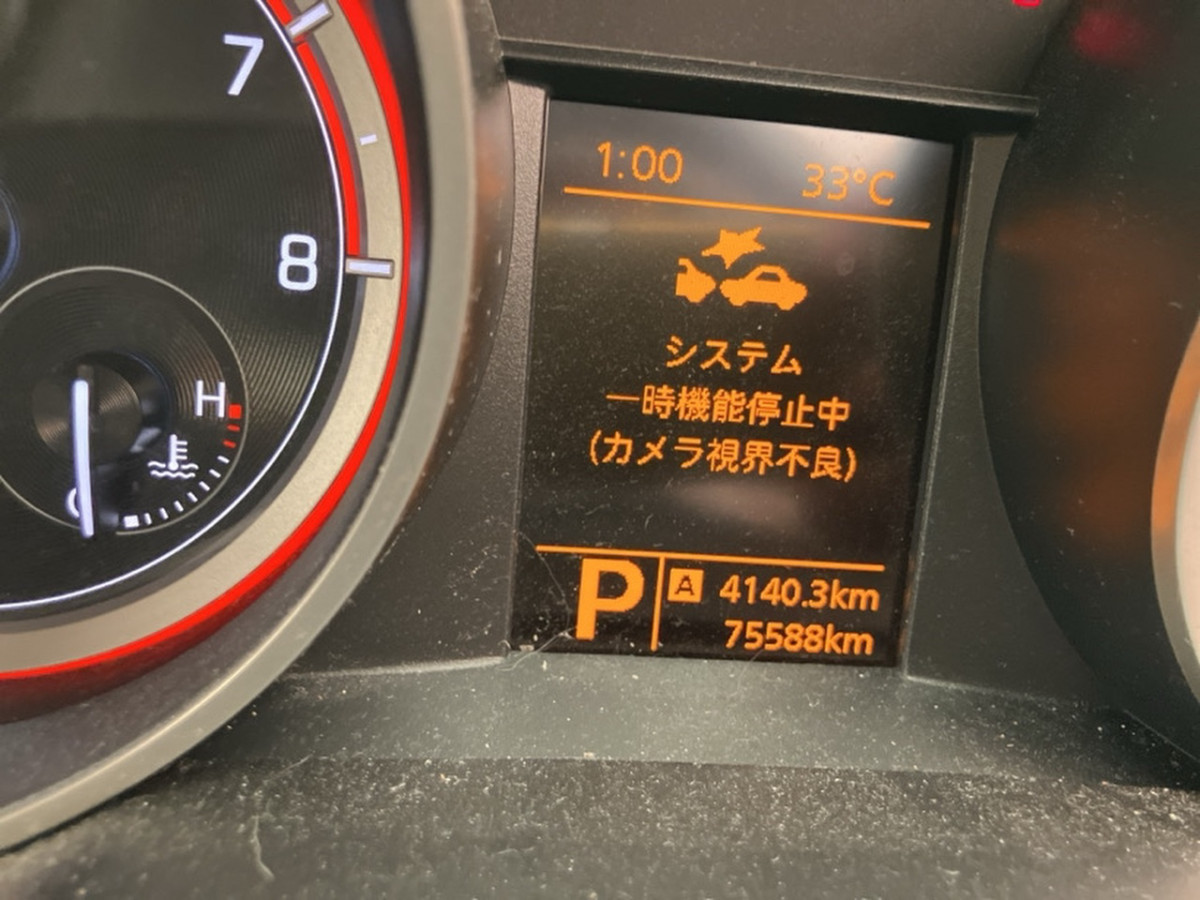 7
8
H
C
1:00 33°C
システム
一時機能停止中
(カメラ視界不良)
P A 4140.3km
75588km